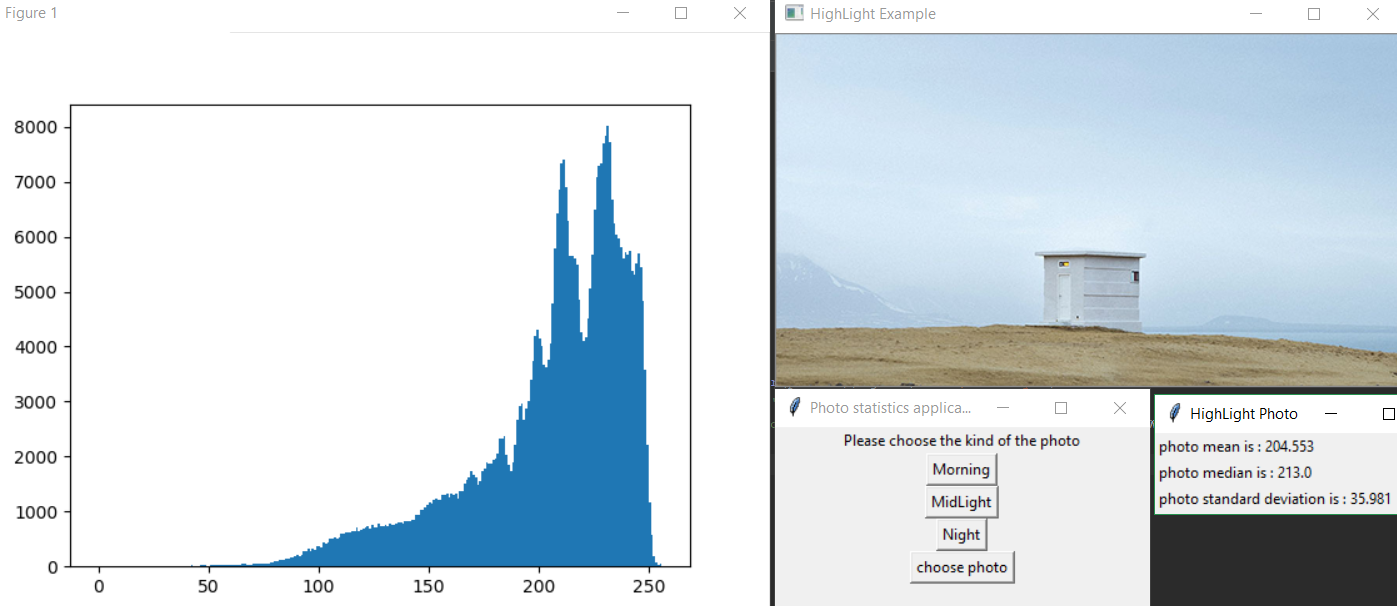 Figure 1
8000
7000
6000
5000
4000
3000
2000
1000
0
0 50 100 150 200 250
HighLight Example
Photo statistics applica...
Please choose the kind of the photo
Morning
MidLight
Night
choose photo
HighLight Photo
photo mean is : 204.553
photo median is : 213.0
photo standard deviation is : 35.981